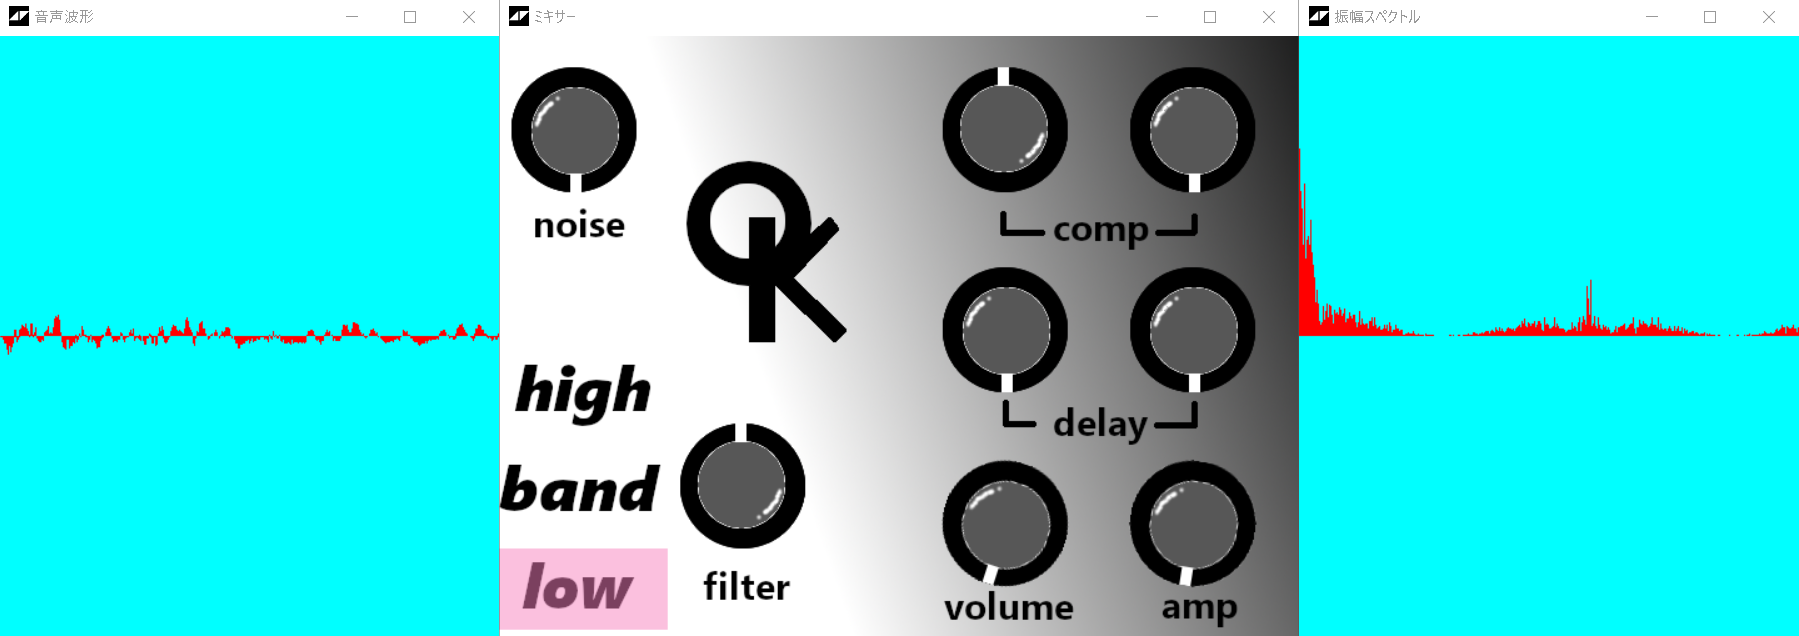 音声波形
ミキサー
振幅スペクトル
noise
comp
high
delay
band
low
filter
volume
amp